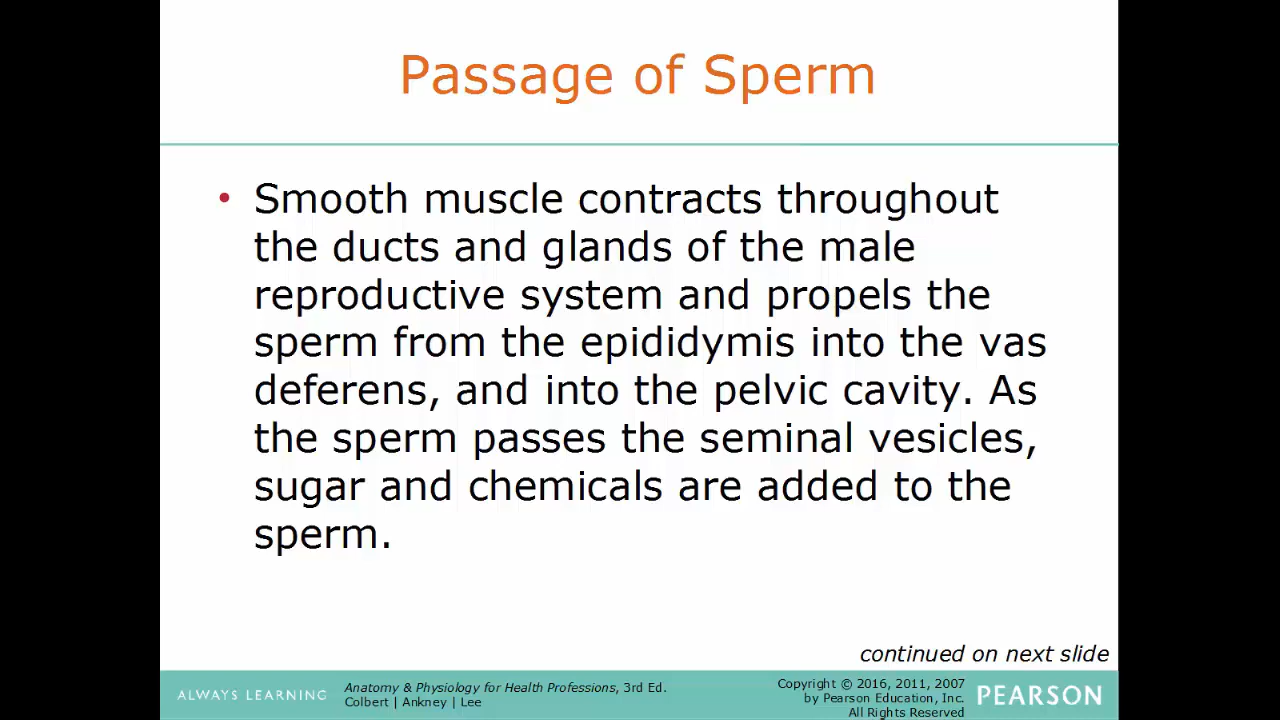 Passage of Sperm
• Smooth muscle contracts throughout
the ducts and glands of the male
reproductive system and propels the
sperm from the epididymis into the vas
deferens, and into the pelvic cavity. As
the sperm passes the seminal vesicles,
sugar and chemicals are added to the
sperm.
continued on next slide
ALWAYS LEARNING
Anatomy & Physiology for Health Professions, 3rd Ed.
Colbert | Ankney | Lee
Copyright © 2016, 2011, 2007
by Pearson Education, Inc.
All Rights Reserved
PEARSON